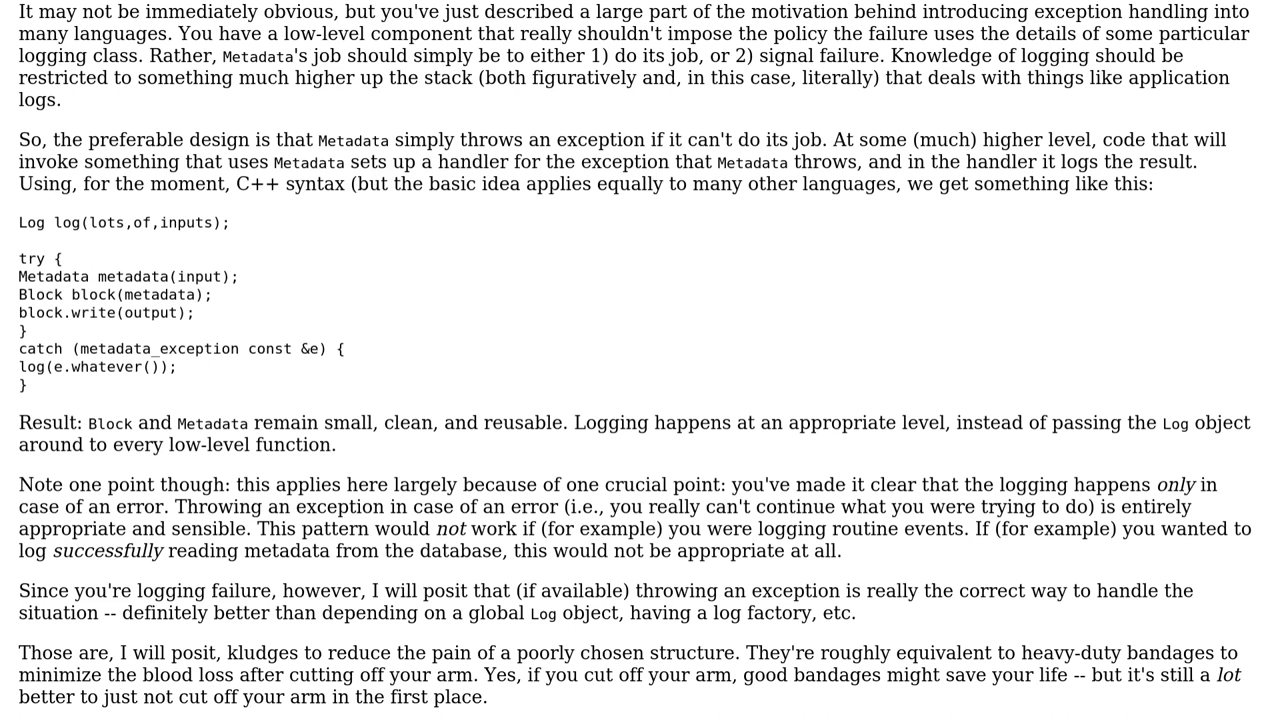 It may not be immediately obvious, but you've just described a large part of the motivation behind introducing exception handling into
many languages. You have a low-level component that really shouldn't impose the policy the failure uses the details of some particular
logging class. Rather, Metadata's job should simply be to either 1) do its job, or 2) signal failure. Knowledge of logging should be
restricted to something much higher up the stack (both figuratively and, in this case, literally) that deals with things like application
logs.
So, the preferable design is that Metadata simply throws an exception if it can't do its job. At some (much) higher level, code that will
invoke something that uses Metadata sets up a handler for the exception that Metadata throws, and in the handler it logs the result.
Using, for the moment, C++ syntax (but the basic idea applies equally to many other languages, we get something like this:
Log log(lots,of,inputs);
try {
Metadata metadata(input);
Block block(metadata);
block.write(output);
}
catch (metadata_exception const &e) {
log(e.whatever());
}
Result: Block and Metadata remain small, clean, and reusable. Logging happens at an appropriate level, instead of passing the Log object
around to every low-level function.
Note one point though: this applies here largely because of one crucial point: you've made it clear that the logging happens only in
case of an error. Throwing an exception in case of an error (i.e., you really can't continue what you were trying to do) is entirely
appropriate and sensible. This pattern would not work if (for example) you were logging routine events. If (for example) you wanted to
log successfully reading metadata from the database, this would not be appropriate at all.
Since you're logging failure, however, I will posit that (if available) throwing an exception is really the correct way to handle the
situation -- definitely better than depending on a global Log object, having a log factory, etc.
Those are, I will posit, kludges to reduce the pain of a poorly chosen structure. They're roughly equivalent to heavy-duty bandages to
minimize the blood loss after cutting off your arm. Yes, if you cut off your arm, good bandages might save your life -- but it's still a lot
better to just not cut off your arm in the first place.